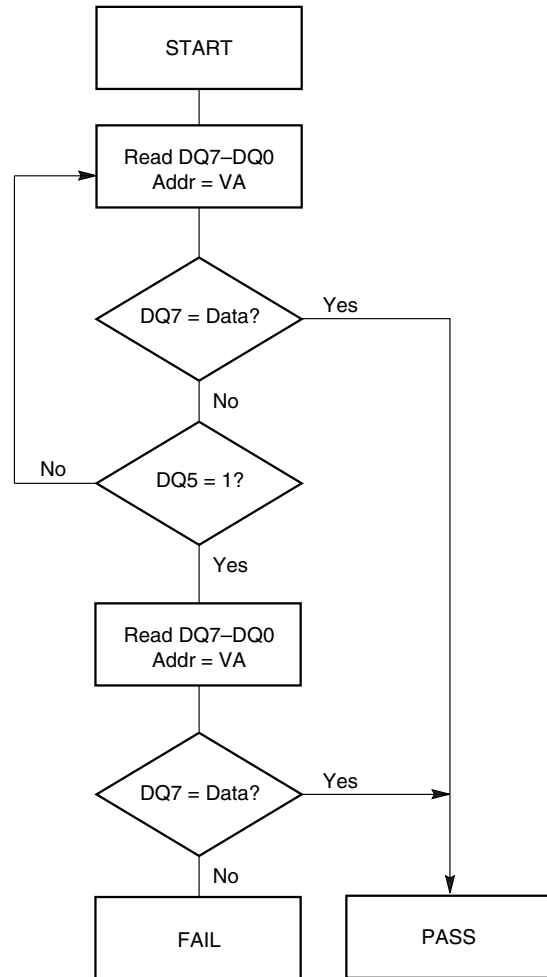 START
Read DQ7–DQ0
Addr = VA
DQ7 = Data?
Yes
No
No
DQ5 = 1?
Yes
Read DQ7–DQ0
Addr = VA
DQ7 = Data?
Yes
No
FAIL
PASS